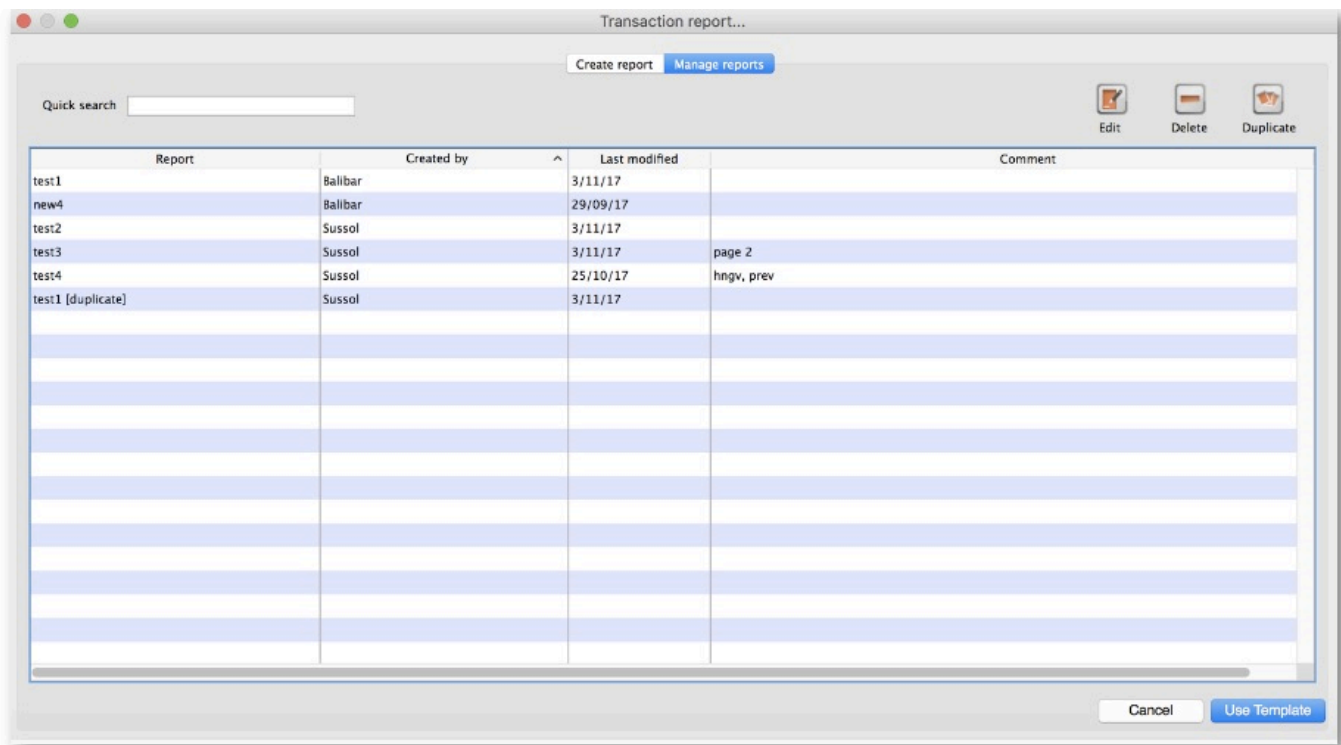 Transaction report...
Create report Manage reports
Quick search
Edit Delete Duplicate
Report Created by Last modified Comment
test1 Balibar 3/11/17
new4 Balibar 29/09/17
test2 Sussol 3/11/17
test3 Sussol 3/11/17 page 2
test4 Sussol 25/10/17 hngv, prev
test1 [duplicate] Sussol 3/11/17
Cancel Use Template